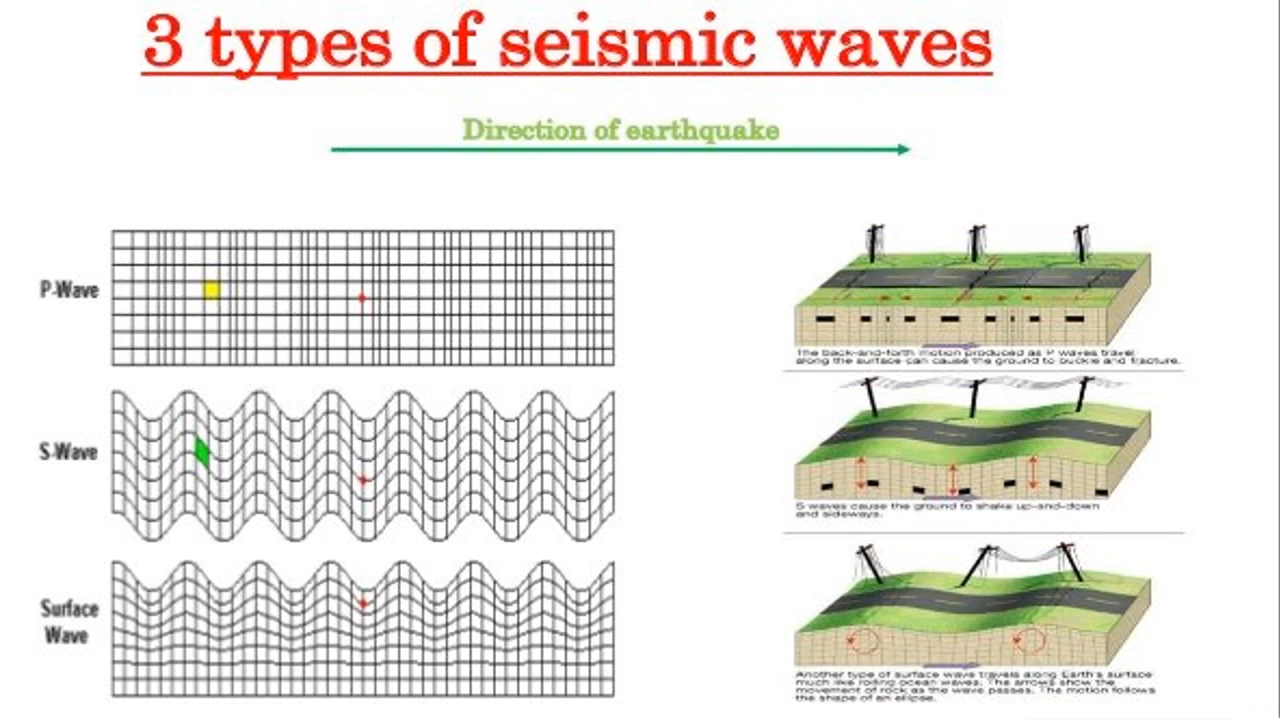 3 types of seismic waves
Direction of earthquake
P-Wave
The back-and-forth motion produced as P waves travel
along the surface can cause the ground to buckle and fracture.
S-Wave
S waves cause the ground to shake up-and-down
and sideways.
Surface
Wave
Another type of surface wave travels along Earth's surface
much like rolling ocean waves. The arrows show the
movement of rock as the wave passes. The motion follows
the shape of an ellipse.